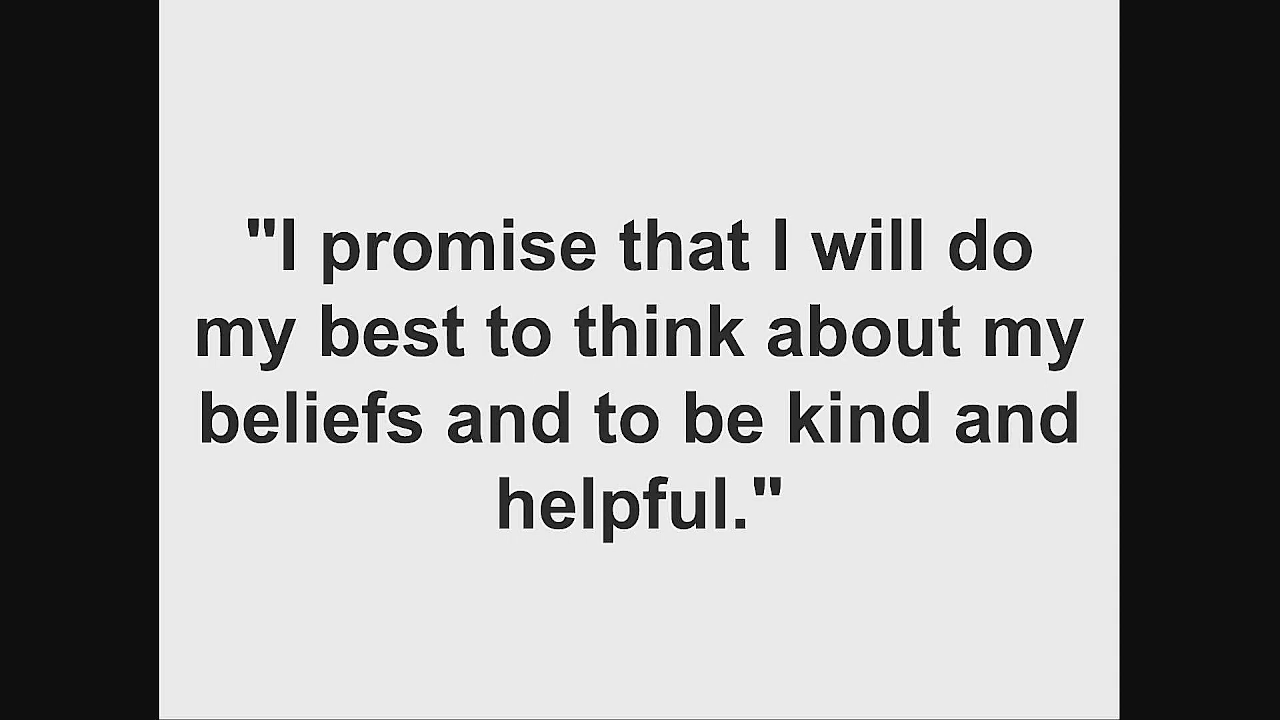 "I promise that I will do
my best to think about my
beliefs and to be kind and
helpful."